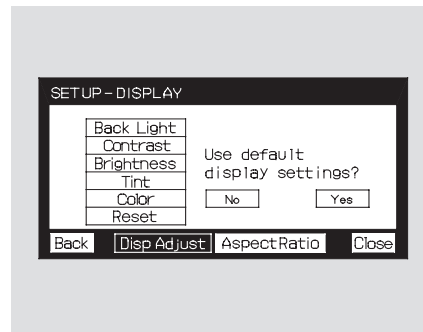 SETUP-DISPLAY
Back Light
Contrast
Brightness
Tint
Color
Reset
Use default
display settings?
No Yes
Back Disp Adjust AspectRatio Close